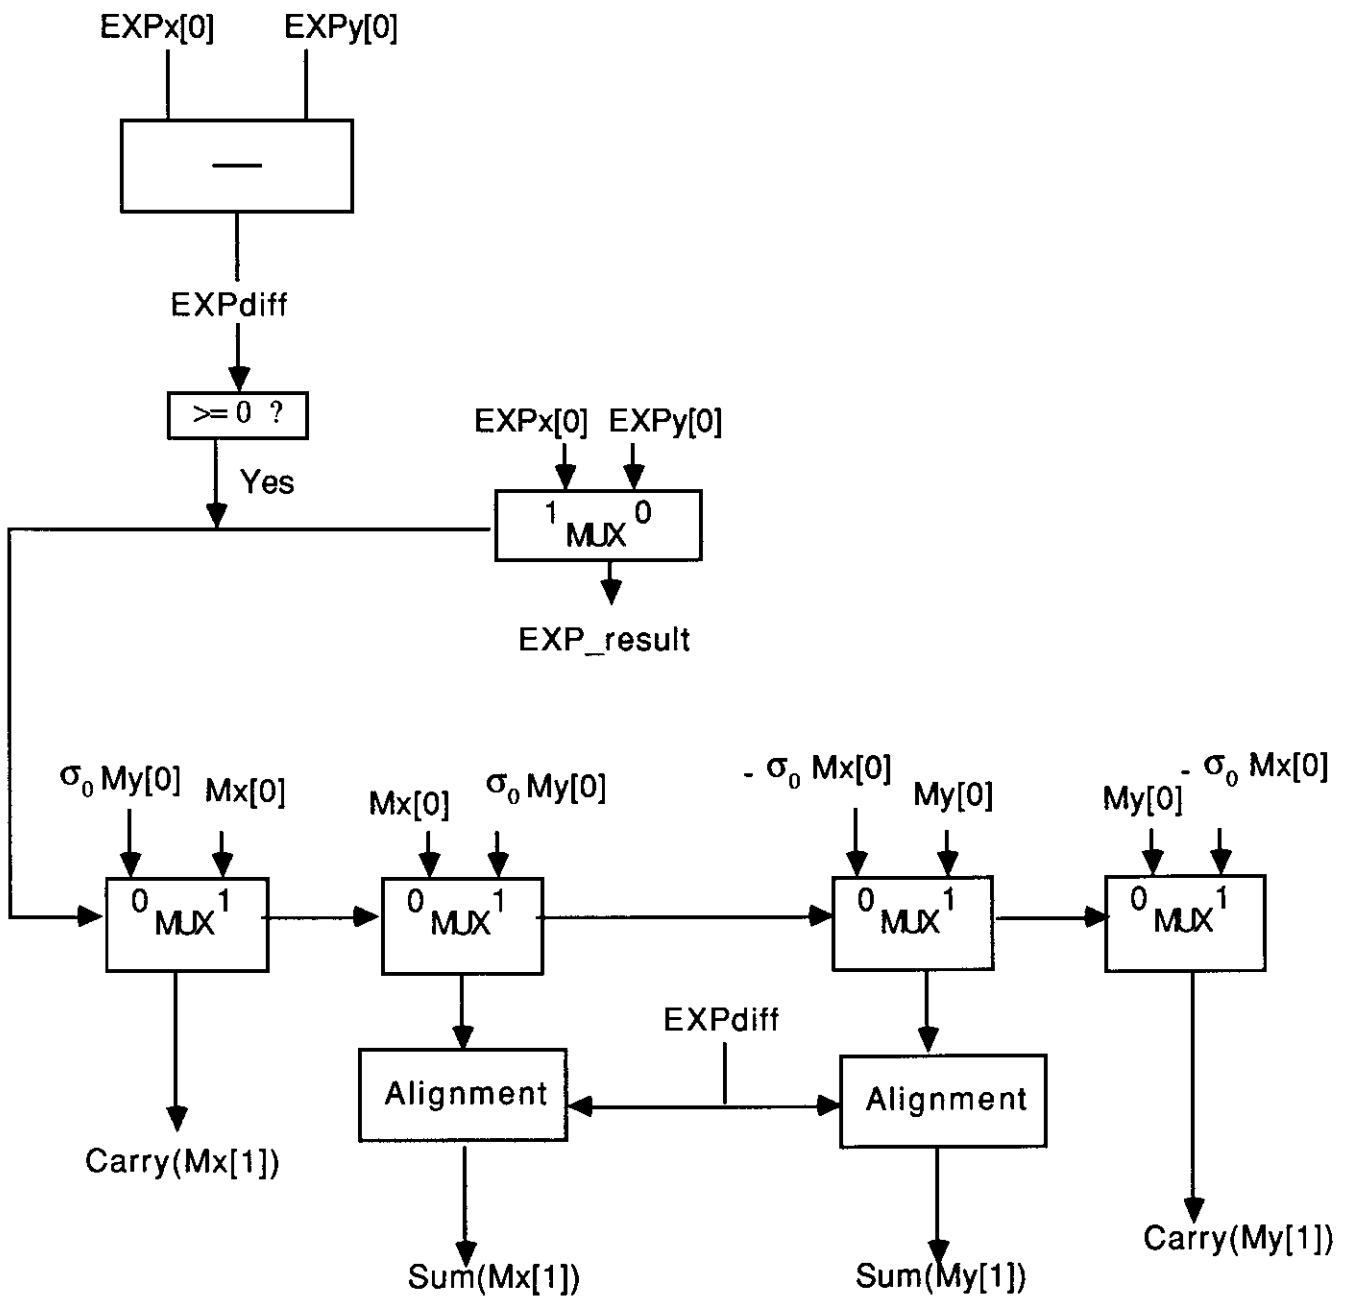 EXPx[0] EXPy[0]
—
EXPdiff
>= 0 ?
Yes
EXPx[0] EXPy[0]
1 MUX 0
EXP_result
σ₀ My[0] Mx[0] Mx[0] σ₀ My[0] - σ₀ Mx[0] My[0] My[0] - σ₀ Mx[0]
0 MUX 1 0 MUX 1 0 MUX 1 0 MUX 1
EXPdiff
Alignment Alignment
Carry(Mx[1])
Carry(My[1])
Sum(Mx[1]) Sum(My[1])